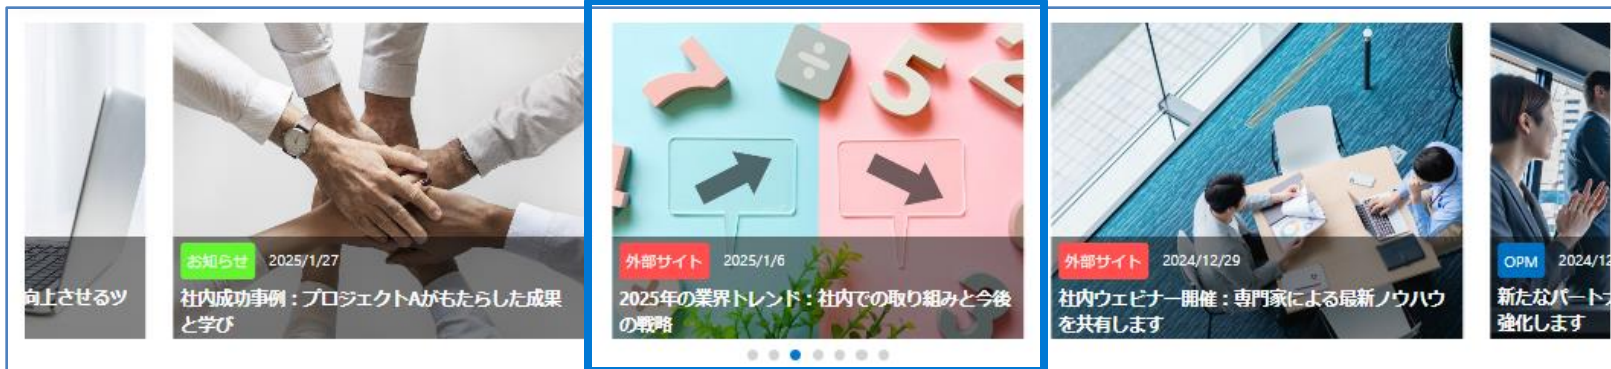 向上させるツ
お知らせ 2025/1/27
社内成功事例：プロジェクトAがもたらした成果
と学び
外部サイト 2025/1/6
2025年の業界トレンド：社内での取り組みと今後
の戦略
外部サイト 2024/12/29
社内ウェビナー開催：専門家による最新ノウハウ
を共有します
OPM 2024/12
新たなパートナ
強化します